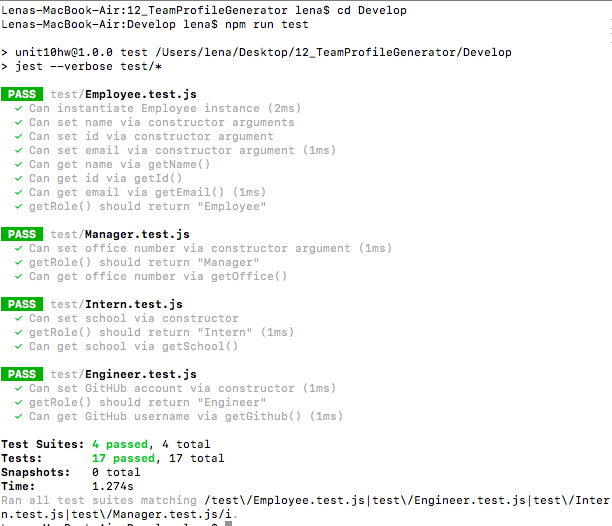 Lenas-MacBook-Air:12_TeamProfileGenerator lena$ cd Develop
Lenas-MacBook-Air:Develop lena$ npm run test
> unit10hw@1.0.0 test /Users/lena/Desktop/12_TeamProfileGenerator/Develop
> jest --verbose test/*
PASS test/Employee.test.js
✓ Can instantiate Employee instance (2ms)
✓ Can set name via constructor arguments
✓ Can set id via constructor argument
✓ Can set email via constructor argument (1ms)
✓ Can get name via getName()
✓ Can get id via getId()
✓ Can get email via getEmail() (1ms)
✓ getRole() should return "Employee"
PASS test/Manager.test.js
✓ Can set office number via constructor argument (1ms)
✓ getRole() should return "Manager"
✓ Can get office number via getOffice()
PASS test/Intern.test.js
✓ Can set school via constructor
✓ getRole() should return "Intern" (1ms)
✓ Can get school via getSchool()
PASS test/Engineer.test.js
✓ Can set GitHUb account via constructor (1ms)
✓ getRole() should return "Engineer"
✓ Can get GitHub username via getGithub() (1ms)
Test Suites: 4 passed, 4 total
Tests: 17 passed, 17 total
Snapshots: 0 total
Time: 1.274s
Ran all test suites matching /test\/Employee.test.js|test\/Engineer.test.js|test\/Inter
n.test.js|test\/Manager.test.js/i.
Lenas-MacBook-Air:Develop lena$